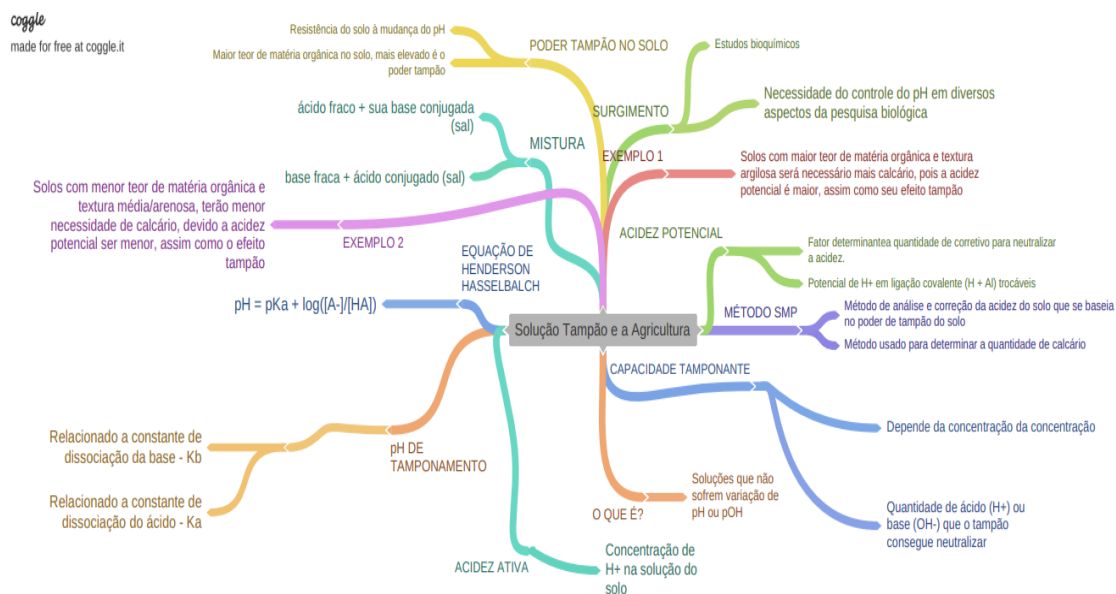 coggle
made for free at coggle.it
Resistência do solo à mudança do pH
Maior teor de matéria orgânica no solo, mais elevado é o
poder tampão
PODER TAMPÃO NO SOLO
Estudos bioquímicos
Necessidade do controle do pH em diversos
aspectos da pesquisa biológica
SURGIMENTO
ácido fraco + sua base conjugada
(sal)
MISTURA
base fraca + ácido conjugado (sal)
EXEMPLO 1
Solos com maior teor de matéria orgânica e textura
argilosa será necessário mais calcário, pois a acidez
potencial é maior, assim como seu efeito tampão
Solos com menor teor de matéria orgânica e
textura média/arenosa, terão menor
necessidade de calcário, devido a acidez
potencial ser menor, assim como o efeito
tampão
EXEMPLO 2
ACIDEZ POTENCIAL
Fator determinantea quantidade de corretivo para neutralizar
a acidez.
Potencial de H+ em ligação covalente (H + Al) trocáveis
EQUAÇÃO DE
HENDERSON
HASSELBALCH
pH = pKa + log([A-]/[HA])
MÉTODO SMP
Método de análise e correção da acidez do solo que se baseia
no poder de tampão do solo
Método usado para determinar a quantidade de calcário
Solução Tampão e a Agricultura
CAPACIDADE TAMPONANTE
Depende da concentração da concentração
Quantidade de ácido (H+) ou
base (OH-) que o tampão
consegue neutralizar
pH DE
TAMPONAMENTO
Relacionado a constante de
dissociação da base - Kb
Relacionado a constante de
dissociação do ácido - Ka
O QUE É?
Soluções que não
sofrem variação de
pH ou pOH
ACIDEZ ATIVA
Concentração de
H+ na solução do
solo